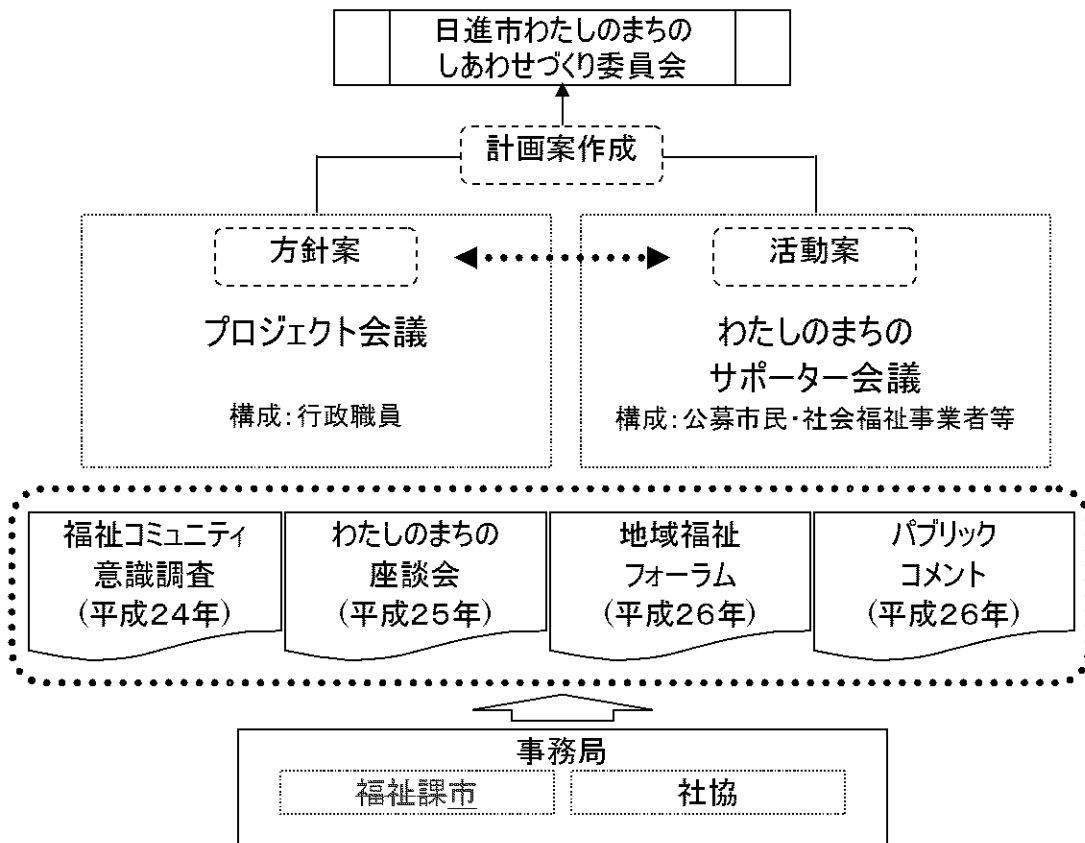 日進市わたしのまちの
しあわせづくり委員会
計画案作成
方針案
活動案
プロジェクト会議
構成：行政職員
わたしのまちの
サポーター会議
構成：公募市民・社会福祉事業者等
福祉コミュニティ
意識調査
(平成24年)
わたしのまちの
座談会
(平成25年)
地域福祉
フォーラム
(平成26年)
パブリック
コメント
(平成26年)
事務局
福祉課市
社協